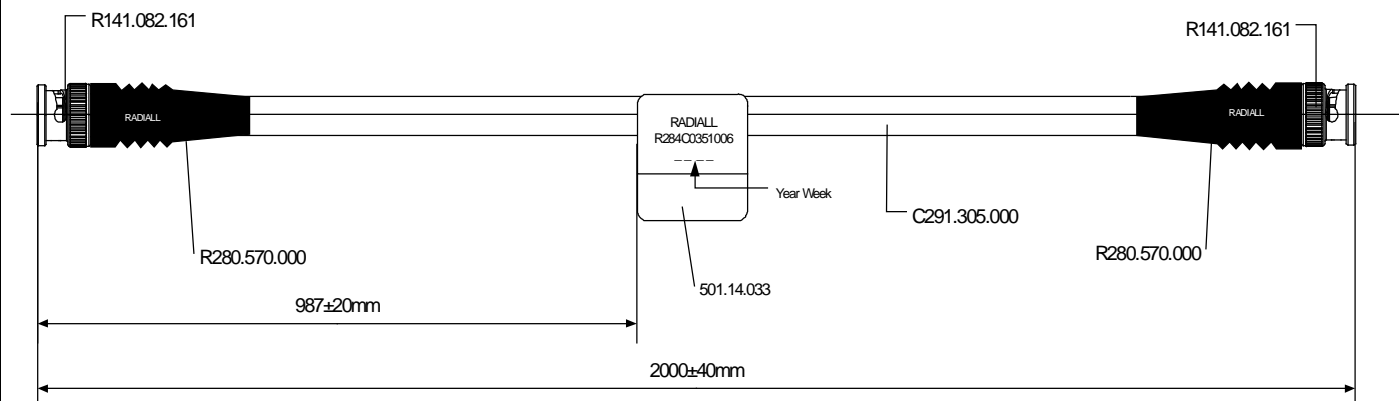 R141.082.161
R141.082.161
RADIALL
RADIALL
RADIALL
R284C0351006
_ _ _ _
Year Week
C291.305.000
R280.570.000
R280.570.000
501.14.033
987±20mm
2000±40mm